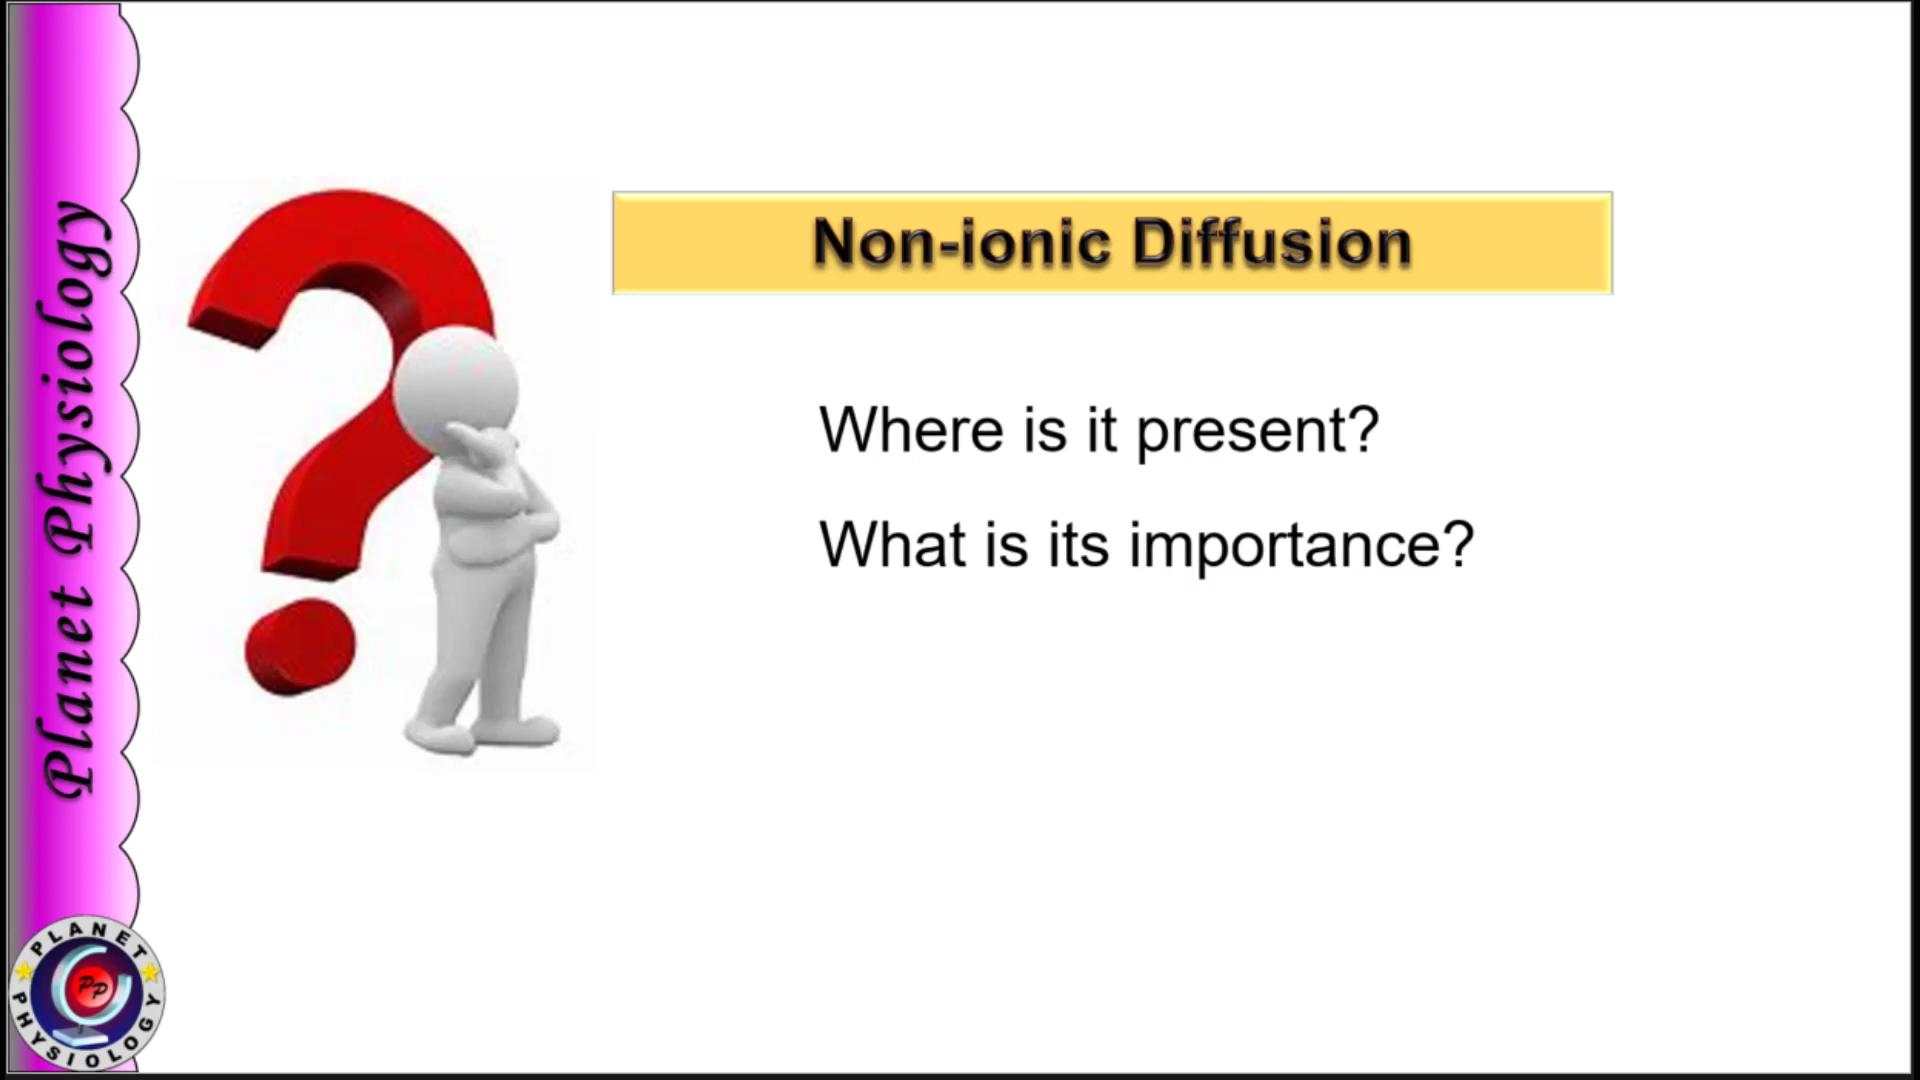 Planet Physiology
Non-ionic Diffusion
Where is it present?
What is its importance?
PLANET
PP
PHYSIOLOGY